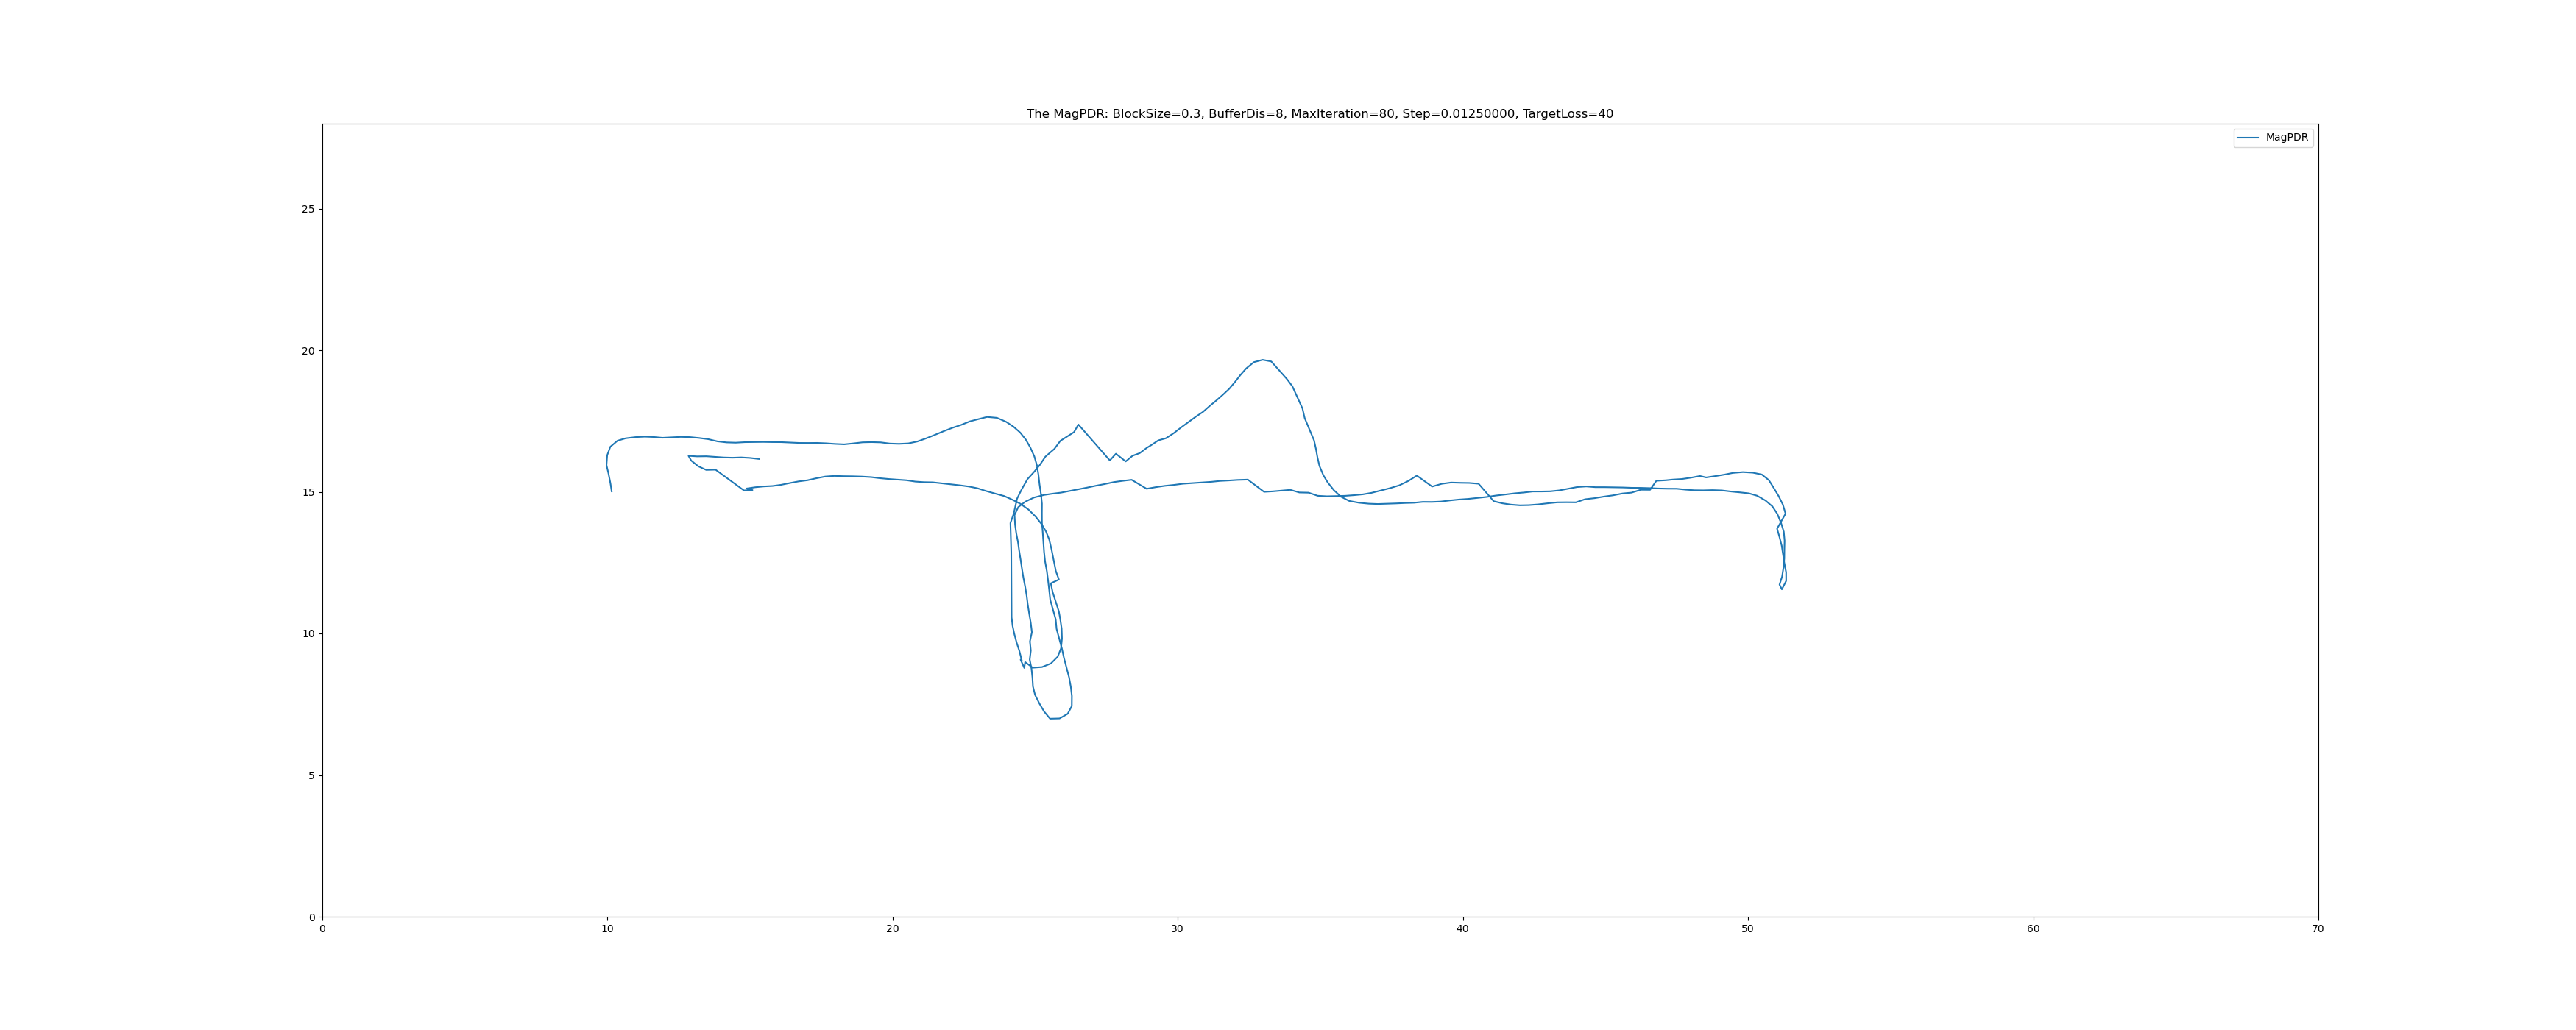 The MagPDR: BlockSize=0.3, BufferDis=8, MaxIteration=80, Step=0.01250000, TargetLoss=40
MagPDR
25
20
15
10
5
0
0 10 20 30 40 50 60 70